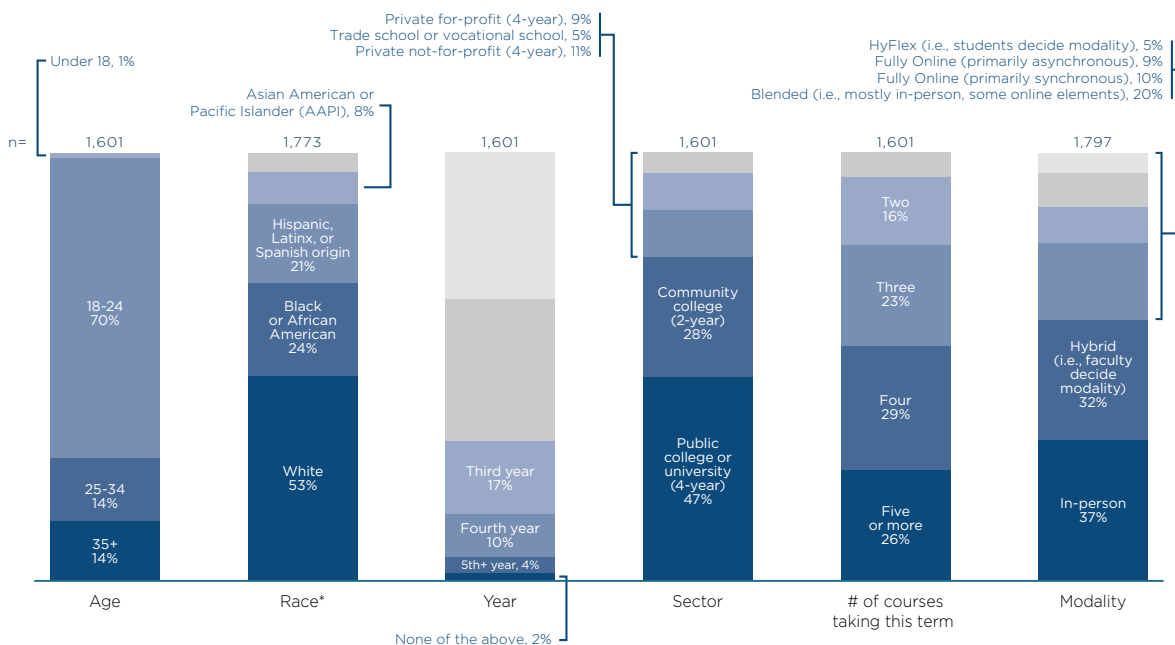 Private for-profit (4-year), 9%
Trade school or vocational school, 5%
Private not-for-profit (4-year), 11%
HyFlex (i.e., students decide modality), 5%
Fully Online (primarily asynchronous), 9%
Fully Online (primarily synchronous), 10%
Blended (i.e., mostly in-person, some online elements), 20%
Under 18, 1%
Asian American or
Pacific Islander (AAPI), 8%
n=
1,601
1,773
1,601
1,601
1,601
1,797
18-24
70%
25-34
14%
35+
14%
Hispanic,
Latinx, or
Spanish origin
21%
Black
or African
American
24%
White
53%
Third year
17%
Fourth year
10%
5th+ year, 4%
Community
college
(2-year)
28%
Public
college or
university
(4-year)
47%
Two
16%
Three
23%
Four
29%
Five
or more
26%
Hybrid
(i.e., faculty
decide
modality)
32%
In-person
37%
Age
Race*
Year
Sector
# of courses
taking this term
Modality
None of the above, 2%